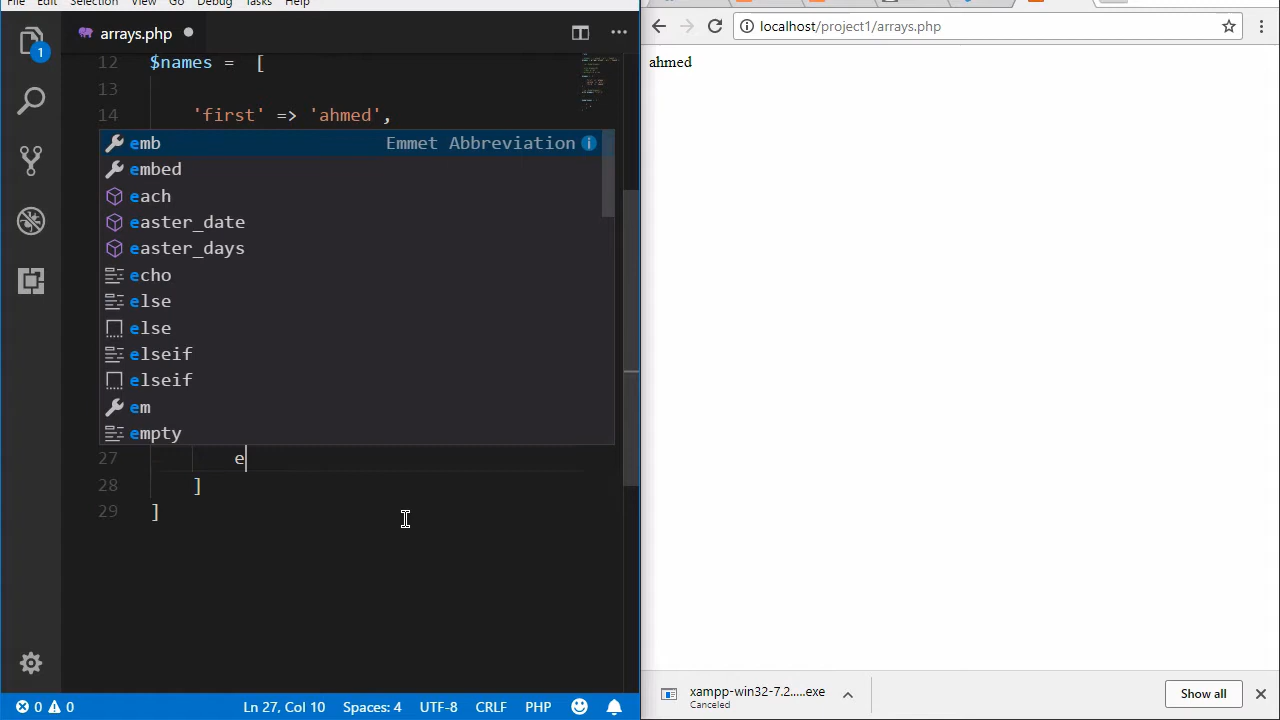 File Edit Selection View Go Debug Tasks Help
1
arrays.php
localhost/project1/arrays.php
12 $names = [
13
14 'first' => 'ahmed',
emb Emmet Abbreviation
embed
each
easter_date
easter_days
echo
else
else
elseif
elseif
em
empty
27 e
28 ]
29 ]
0 0 Ln 27, Col 10 Spaces: 4 UTF-8 CRLF PHP
ahmed
xampp-win32-7.2.....exe
Canceled
Show all